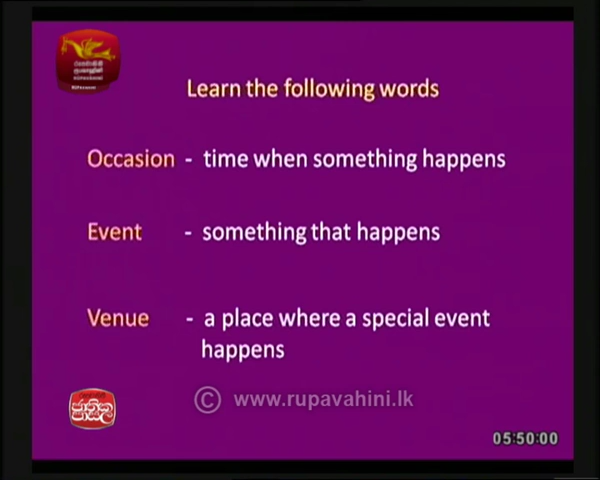 Learn the following words
Occasion - time when something happens
Event - something that happens
Venue - a place where a special event
happens
© www.rupavahini.lk
05:50:00